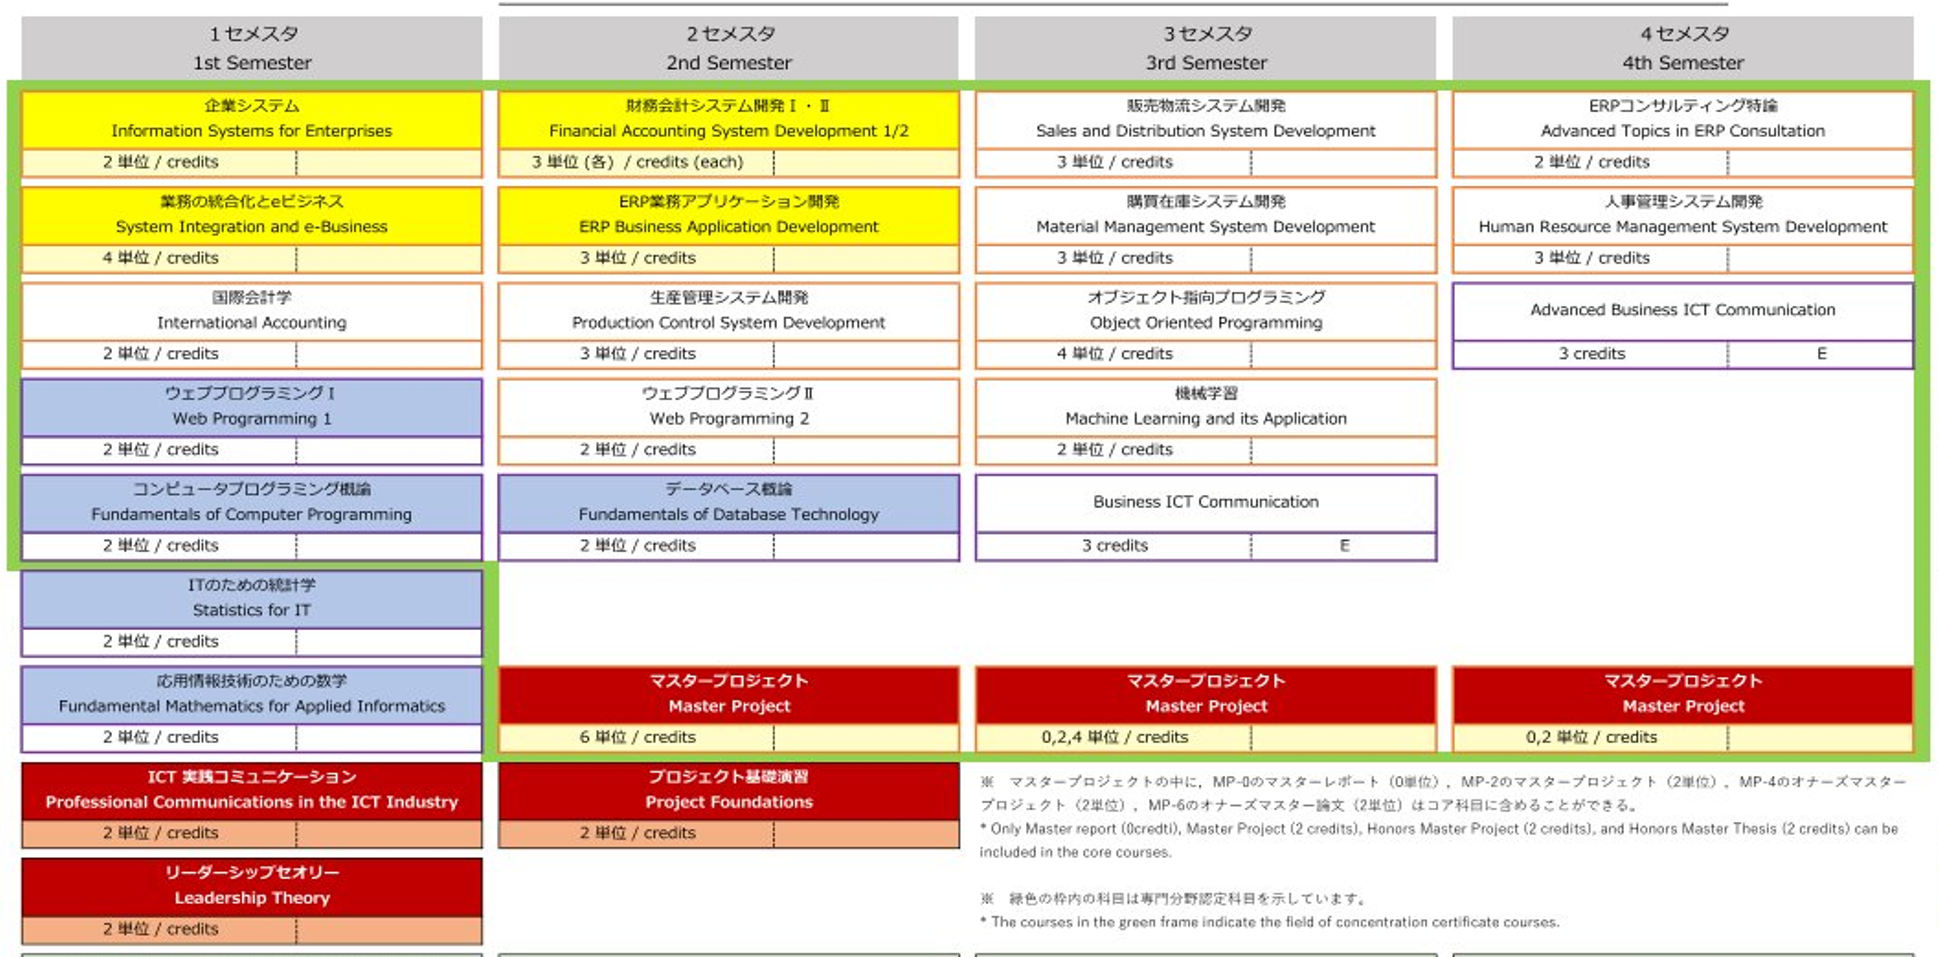 1セメスタ
1st Semester
企業システム
Information Systems for Enterprises
2 単位 / credits
業務の統合化とeビジネス
System Integration and e-Business
4 単位 / credits
国際会計学
International Accounting
2 単位 / credits
ウェブプログラミングⅠ
Web Programming 1
2 単位 / credits
コンピュータプログラミング概論
Fundamentals of Computer Programming
2 単位 / credits
ITのための統計学
Statistics for IT
2 単位 / credits
応用情報技術のための数学
Fundamental Mathematics for Applied Informatics
2 単位 / credits
ICT 実践コミュニケーション
Professional Communications in the ICT Industry
2 単位 / credits
リーダーシップセオリー
Leadership Theory
2 単位 / credits
2セメスタ
2nd Semester
財務会計システム開発Ⅰ・Ⅱ
Financial Accounting System Development 1/2
3 単位 (各) / credits (each)
ERP業務アプリケーション開発
ERP Business Application Development
3 単位 / credits
生産管理システム開発
Production Control System Development
3 単位 / credits
ウェブプログラミングⅡ
Web Programming 2
2 単位 / credits
データベース概論
Fundamentals of Database Technology
2 単位 / credits
マスタープロジェクト
Master Project
6 単位 / credits
プロジェクト基礎演習
Project Foundations
2 単位 / credits
3セメスタ
3rd Semester
販売物流システム開発
Sales and Distribution System Development
3 単位 / credits
購買在庫システム開発
Material Management System Development
3 単位 / credits
オブジェクト指向プログラミング
Object Oriented Programming
4 単位 / credits
機械学習
Machine Learning and its Application
2 単位 / credits
Business ICT Communication
3 credits E
マスタープロジェクト
Master Project
0,2,4 単位 / credits
4セメスタ
4th Semester
ERPコンサルティング特論
Advanced Topics in ERP Consultation
2 単位 / credits
人事管理システム開発
Human Resource Management System Development
3 単位 / credits
Advanced Business ICT Communication
3 credits E
マスタープロジェクト
Master Project
0,2 単位 / credits
※ マスタープロジェクトの中に，MP-0のマスターレポート（0単位），MP-2のマスタープロジェクト（2単位），MP-4のオナーズマスター
プロジェクト（2単位），MP-6のオナーズマスター論文（2単位）はコア科目に含めることができる。
* Only Master report (0credti), Master Project (2 credits), Honors Master Project (2 credits), and Honors Master Thesis (2 credits) can be
included in the core courses.
※ 緑色の枠内の科目は専門分野認定科目を示しています。
* The courses in the green frame indicate the field of concentration certificate courses.